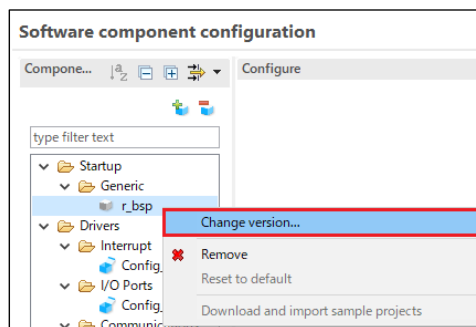 Software component configuration
Compone...
Configure
type filter text
Startup
Generic
r_bsp
Change version...
Drivers
Interrupt
Remove
Config_
Reset to default
I/O Ports
Config_
Download and import sample projects